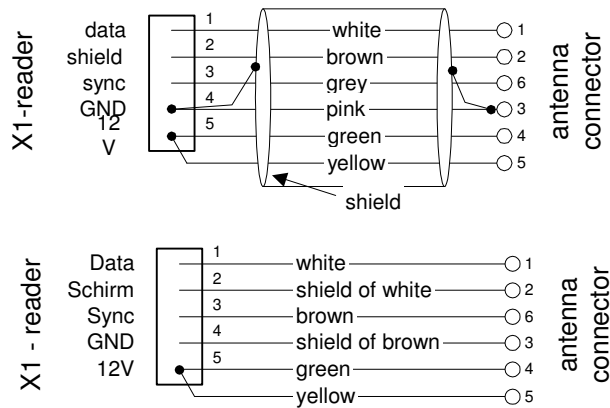 X1-reader
data 1 white 1
shield 2 brown 2
sync 3 grey 6
GND 4 pink 3
12
V 5 green 4
yellow 5
shield
antenna
connector
X1 - reader
Data 1 white 1
Schirm 2 shield of white 2
Sync 3 brown 6
GND 4 shield of brown 3
12V 5 green 4
yellow 5
antenna
connector